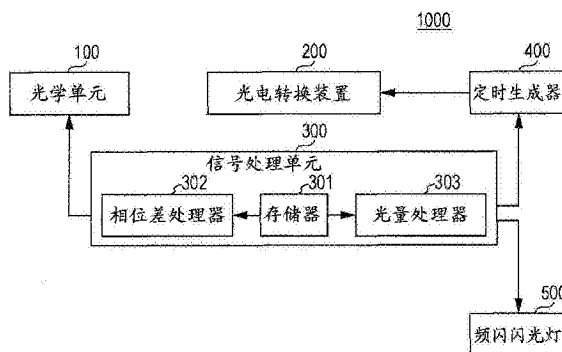 1000
100
200
400
光学单元
光电转换装置
定时生成器
300
信号处理单元
302
301
303
相位差处理器
存储器
光量处理器
500
频闪闪光灯